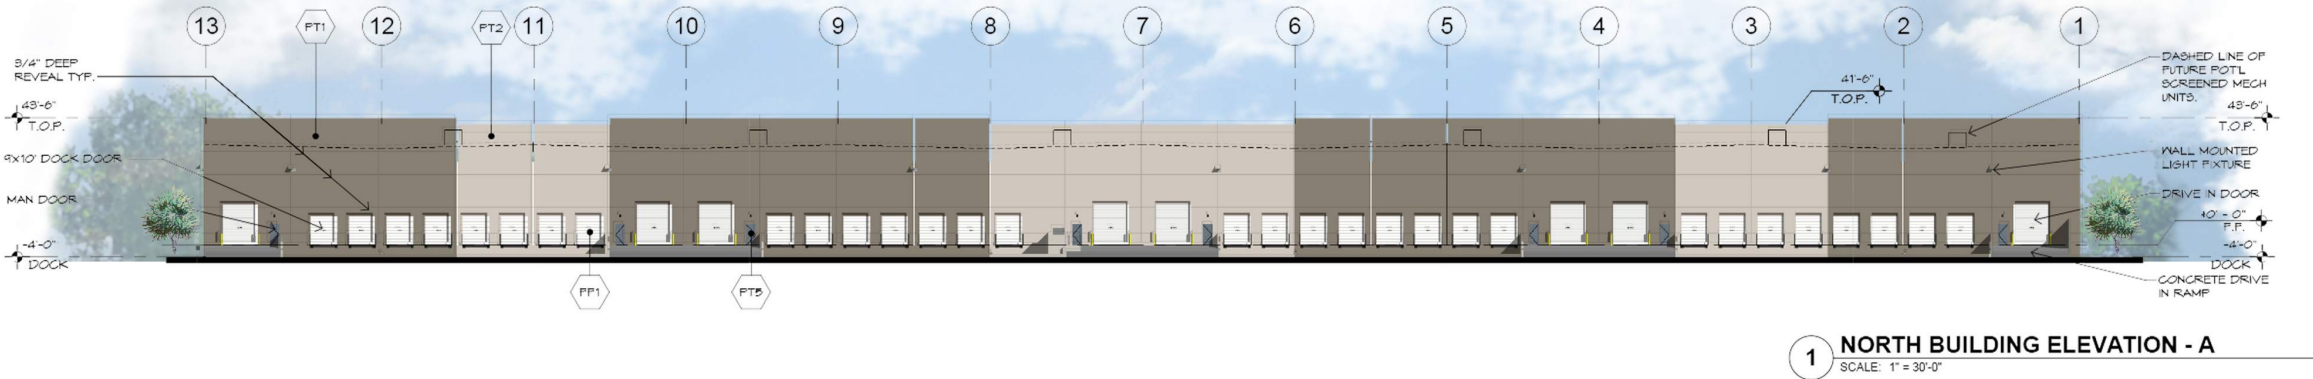 13 PT1 12 PT2 11 10 9 8 7 6 5 4 3 2 1
3/4" DEEP
REVEAL TYP.
43'-6"
T.O.P.
9X10' DOCK DOOR
MAN DOOR
-4'-0"
DOCK
PP1
PT5
41'-6"
T.O.P.
DASHED LINE OF
FUTURE POT'L
SCREENED MECH
UNITS.
43'-6"
T.O.P.
WALL MOUNTED
LIGHT FIXTURE
DRIVE IN DOOR
-4'-0"
DOCK
CONCRETE DRIVE
IN RAMP
1 NORTH BUILDING ELEVATION - A
SCALE: 1" = 30'-0"